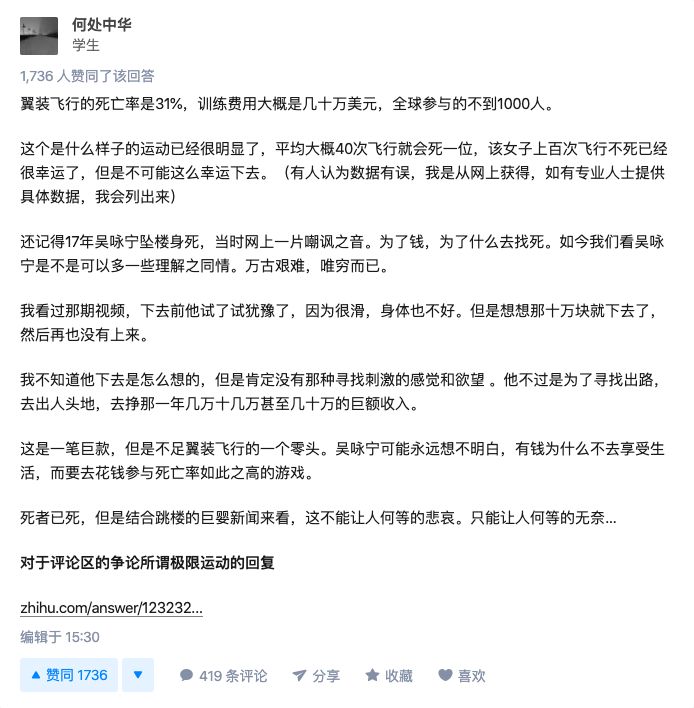 何处中华
学生
1,736 人赞同了该回答
翼装飞行的死亡率是31%，训练费用大概是几十万美元，全球参与的不到1000人。
这个是什么样子的运动已经很明显了，平均大概40次飞行就会死一位，该女子上百次飞行不死已经
很幸运了，但是不可能这么幸运下去。（有人认为数据有误，我是从网上获得，如有专业人士提供
具体数据，我会列出来）
还记得17年吴咏宁坠楼身死，当时网上一片嘲讽之音。为了钱，为了什么去找死。如今我们看吴咏
宁是不是可以多一些理解之同情。万古艰难，唯穷而已。
我看过那期视频，下去前他试了试犹豫了，因为很滑，身体也不好。但是想想那十万块就下去了，
然后再也没有上来。
我不知道他下去是怎么想的，但是肯定没有那种寻找刺激的感觉和欲望 。他不过是为了寻找出路，
去出人头地，去挣那一年几万十几万甚至几十万的巨额收入。
这是一笔巨款，但是不足翼装飞行的一个零头。吴咏宁可能永远想不明白，有钱为什么不去享受生
活，而要去花钱参与死亡率如此之高的游戏。
死者已死，但是结合跳楼的巨婴新闻来看，这不能让人何等的悲哀。只能让人何等的无奈...
对于评论区的争论所谓极限运动的回复
zhihu.com/answer/123232...
编辑于 15:30
赞同 1736 419 条评论 分享 收藏 喜欢